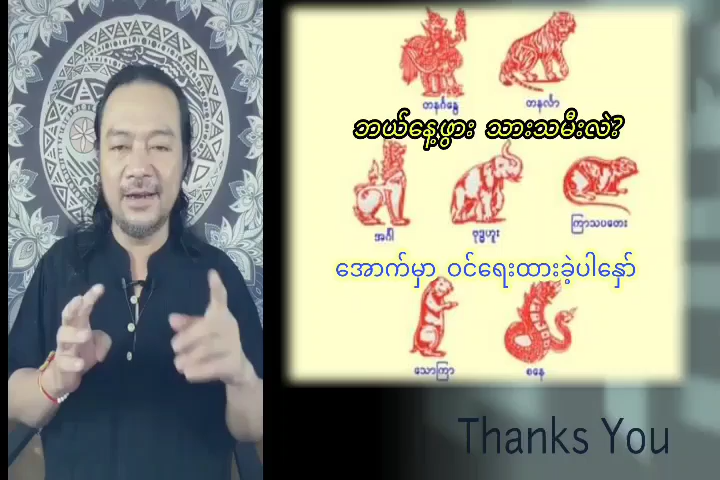 တနင်္ဂနွေ
တနင်္လာ
ဘယ်နေ့ဖွား သားသမီးလဲ?
အင်္ဂါ
ဗုဒ္ဓဟူး
ကြာသပတေး
အောက်မှာ ဝင်ရေးထားခဲ့ပါနှော်
သောကြာ
စနေ
Thanks You